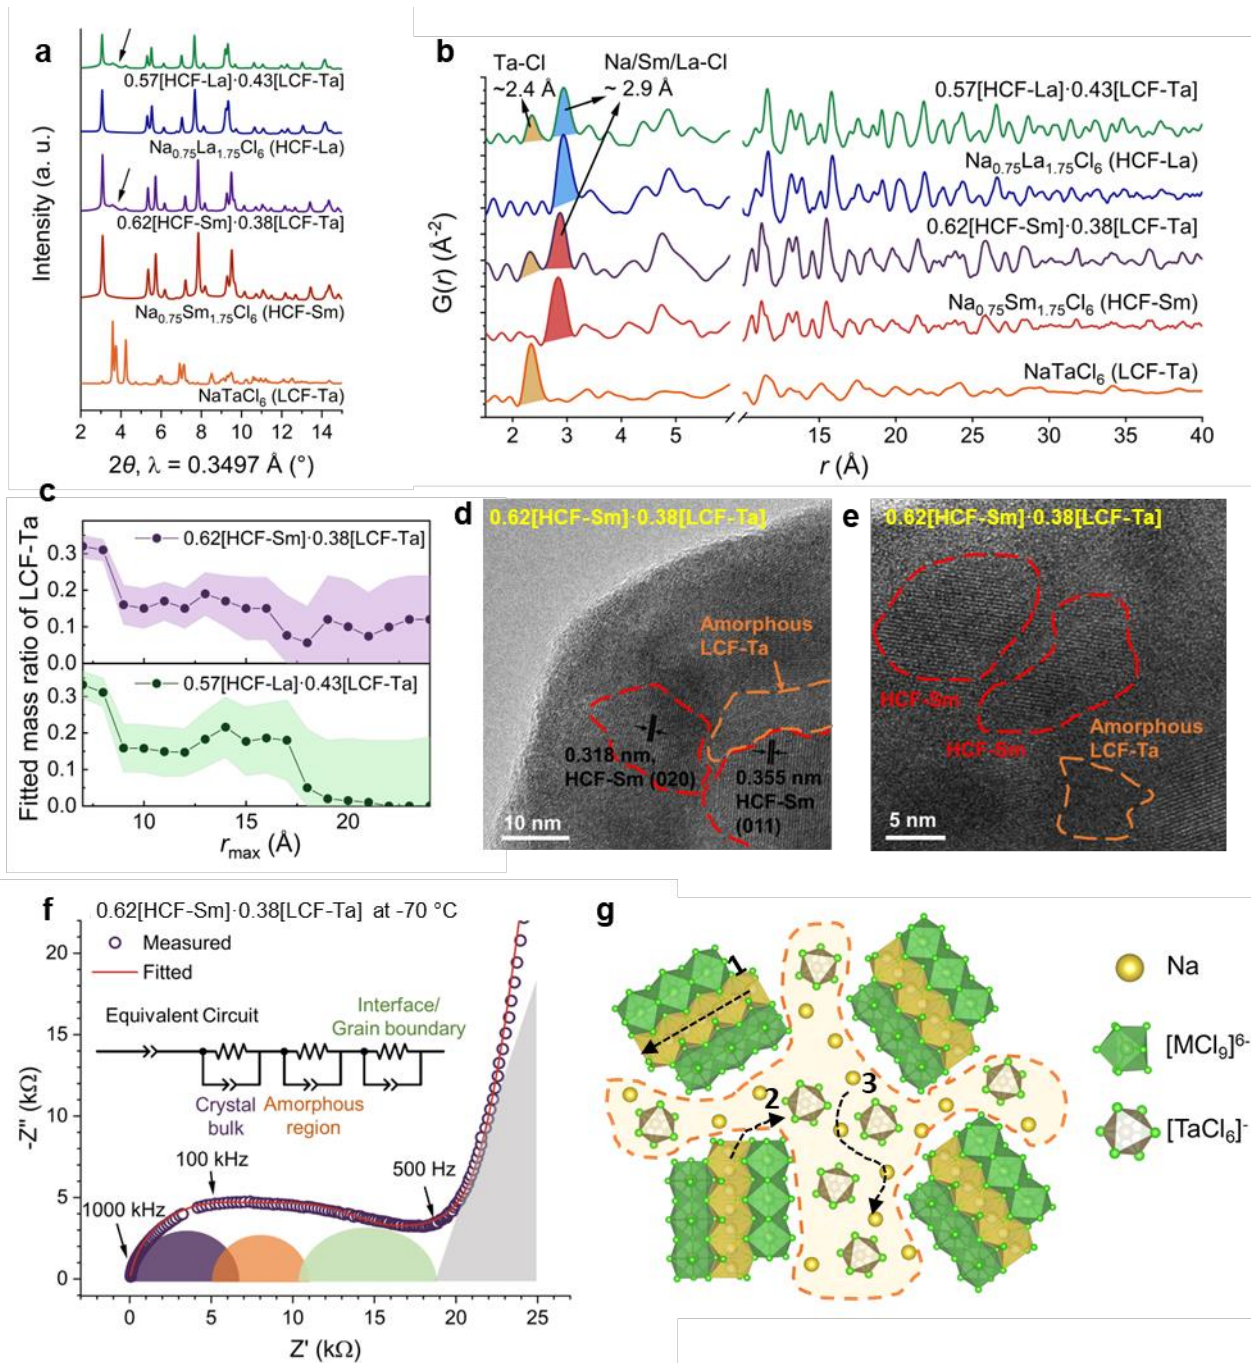 a
0.57[HCF-La]·0.43[LCF-Ta]
Na0.75La1.75Cl6 (HCF-La)
0.62[HCF-Sm]·0.38[LCF-Ta]
Na0.75Sm1.75Cl6 (HCF-Sm)
NaTaCl6 (LCF-Ta)
Intensity (a. u.)
2 4 6 8 10 12 14
2θ, λ = 0.3497 Å (°)
b
Ta-Cl
~2.4 Å
Na/Sm/La-Cl
~ 2.9 Å
0.57[HCF-La]·0.43[LCF-Ta]
Na0.75La1.75Cl6 (HCF-La)
0.62[HCF-Sm]·0.38[LCF-Ta]
Na0.75Sm1.75Cl6 (HCF-Sm)
NaTaCl6 (LCF-Ta)
G(r) (Å-2)
2 3 4 5 15 20 25 30 35 40
r (Å)
c
0.62[HCF-Sm]·0.38[LCF-Ta]
0.3
0.2
0.1
0.0
0.57[HCF-La]·0.43[LCF-Ta]
0.3
0.2
0.1
0.0
Fitted mass ratio of LCF-Ta
10 15 20
rmax (Å)
d
0.62[HCF-Sm]·0.38[LCF-Ta]
Amorphous
LCF-Ta
0.318 nm,
HCF-Sm (020)
0.355 nm
HCF-Sm
(011)
10 nm
e
0.62[HCF-Sm]·0.38[LCF-Ta]
HCF-Sm
HCF-Sm
Amorphous
LCF-Ta
5 nm
f
0.62[HCF-Sm]·0.38[LCF-Ta] at -70 °C
Measured
Fitted
Equivalent Circuit
Interface/
Grain boundary
Crystal
bulk
Amorphous
region
1000 kHz
100 kHz
500 Hz
20
15
10
5
0
-Z'' (kΩ)
0 5 10 15 20 25
Z' (kΩ)
g
1
2
3
Na
[MCl9]6-
[TaCl6]-